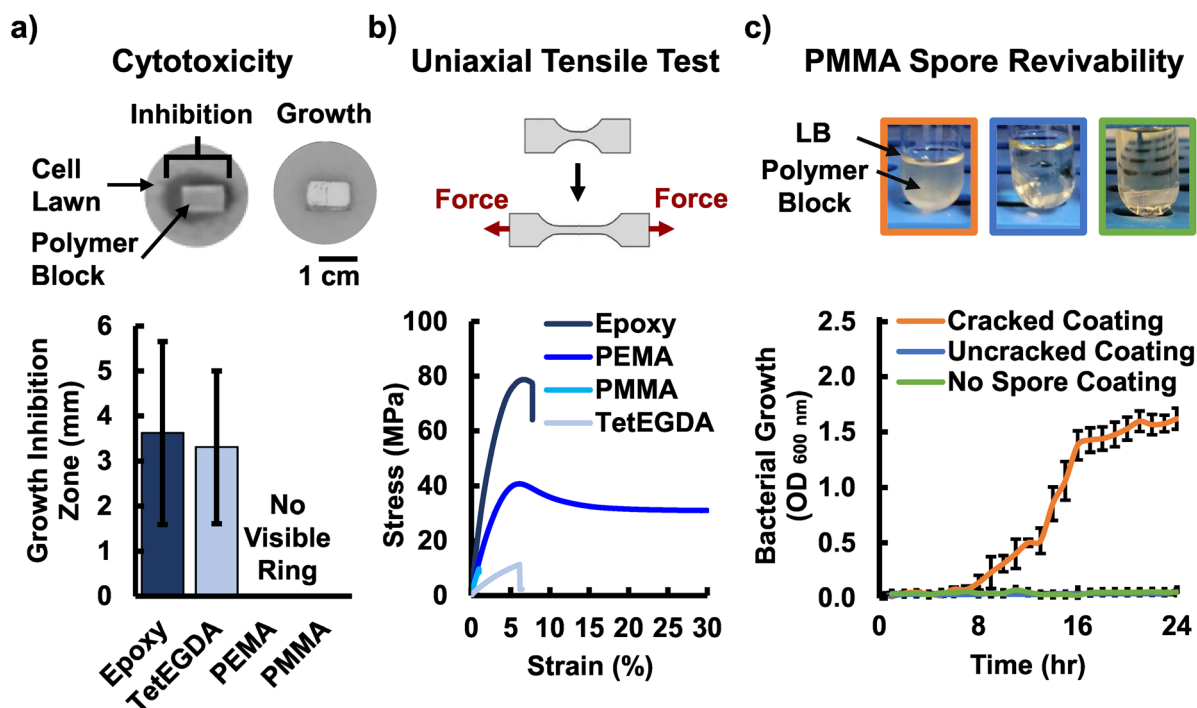 a)
Cytotoxicity
Inhibition
Growth
Cell
Lawn
Polymer
Block
1 cm
Growth Inhibition
Zone (mm)
6
5
4
3
2
1
0
No
Visible
Ring
Epoxy
TetEGDA
PEMA
PMMA
b)
Uniaxial Tensile Test
Force
Force
Stress (MPa)
100
80
60
40
20
0
Epoxy
PEMA
PMMA
TetEGDA
0 5 10 15 20 25 30
Strain (%)
c)
PMMA Spore Revivability
LB
Polymer
Block
Bacterial Growth
(OD 600 nm)
2.5
2.0
1.5
1.0
0.5
0.0
Cracked Coating
Uncracked Coating
No Spore Coating
0 8 16 24
Time (hr)